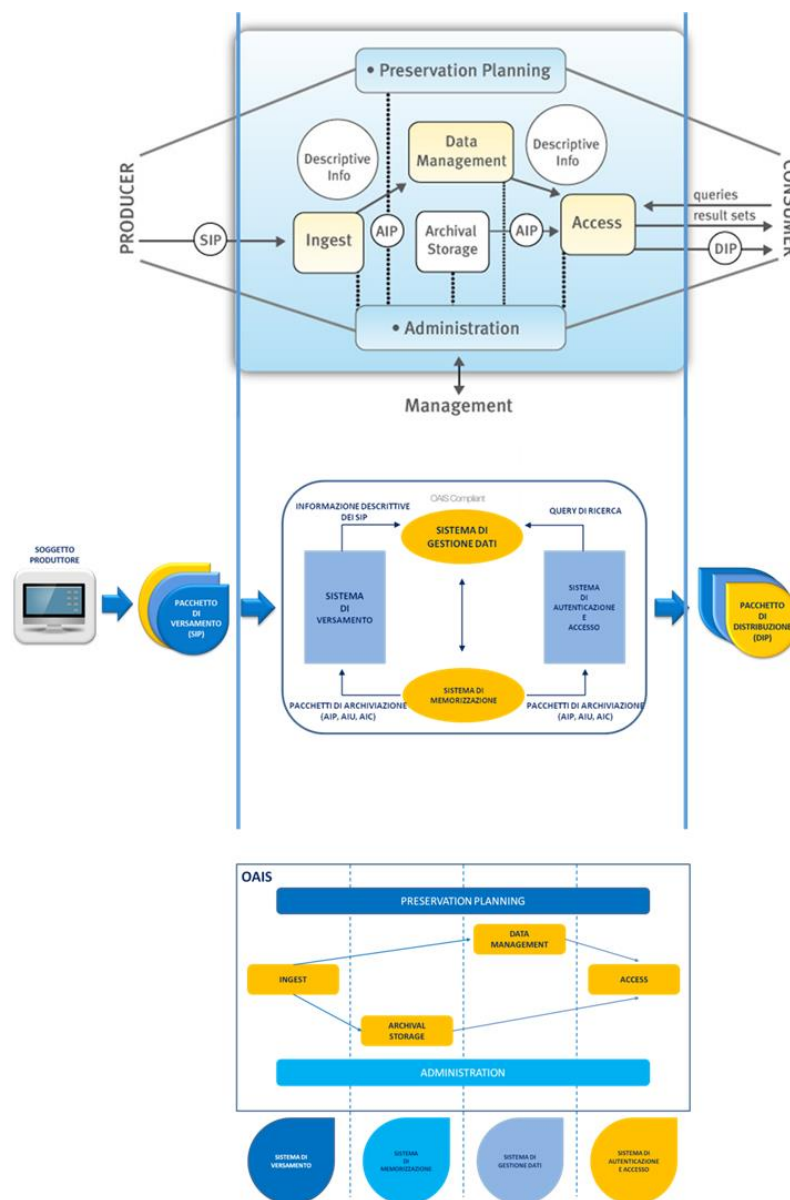 • Preservation Planning
Descriptive
Info
Data
Management
Descriptive
Info
PRODUCER
CONSUMER
queries
result sets
SIP
Ingest
AIP
Archival
Storage
AIP
Access
DIP
• Administration
Management
OAIS Compliant
INFORMAZIONE DESCRITTIVE
DEI SIP
QUERY DI RICERCA
SISTEMA DI
GESTIONE DATI
SOGGETTO
PRODUTTORE
PACCHETTO
DI
VERSAMENTO
(SIP)
SISTEMA
DI
VERSAMENTO
SISTEMA
DI
AUTENTICAZIONE
E
ACCESSO
PACCHETTO
DI
DISTRIBUZIONE
(DIP)
SISTEMA DI
MEMORIZZAZIONE
PACCHETTI DI ARCHIVIAZIONE
(AIP, AIU, AIC)
PACCHETTI DI ARCHIVIAZIONE
(AIP, AIU, AIC)
OAIS
PRESERVATION PLANNING
DATA
MANAGEMENT
INGEST
ACCESS
ARCHIVAL
STORAGE
ADMINISTRATION
SISTEMA DI
VERSAMENTO
SISTEMA
DI
MEMORIZZAZIONE
SISTEMA DI
GESTIONE DATI
SISTEMA DI
AUTENTICAZIONE
E ACCESSO